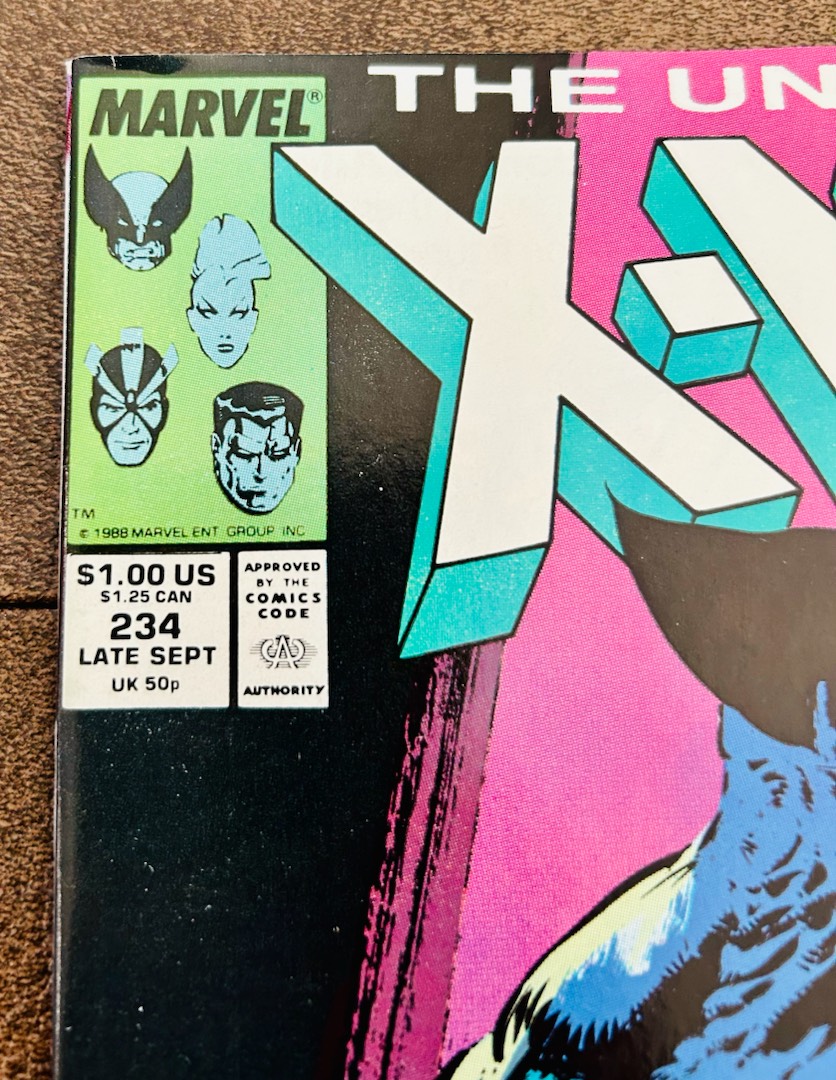 MARVEL®
THE UN
X-
TM
© 1988 MARVEL ENT. GROUP INC
$1.00 US
$1.25 CAN
234
LATE SEPT
UK 50p
APPROVED
BY THE
COMICS
CODE
CA
AUTHORITY